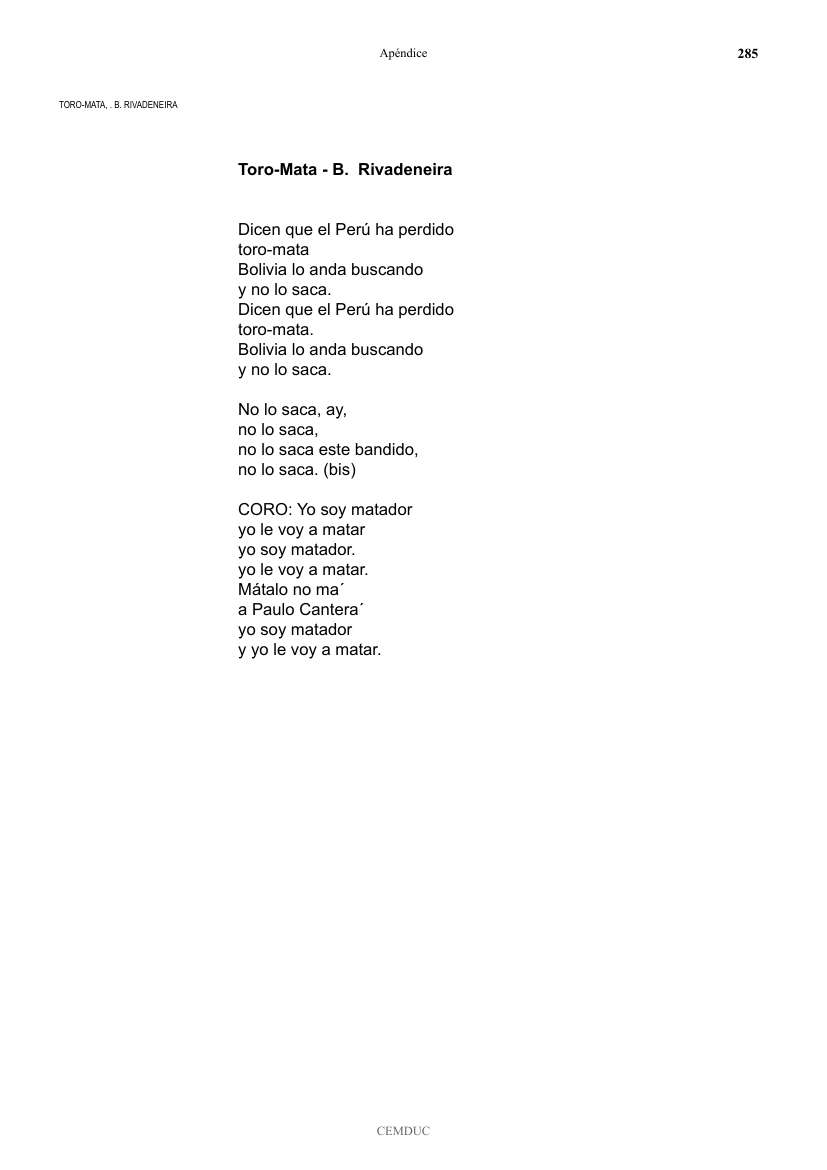 Apéndice 285
TORO-MATA, . B. RIVADENEIRA
Toro-Mata - B.  Rivadeneira
Dicen que el Perú ha perdido
toro-mata
Bolivia lo anda buscando
y no lo saca.
Dicen que el Perú ha perdido
toro-mata.
Bolivia lo anda buscando
y no lo saca.
No lo saca, ay,
no lo saca,
no lo saca este bandido,
no lo saca. (bis)
CORO: Yo soy matador
yo le voy a matar
yo soy matador.
yo le voy a matar.
Mátalo no ma´
a Paulo Cantera´
yo soy matador
y yo le voy a matar.
CEMDUC